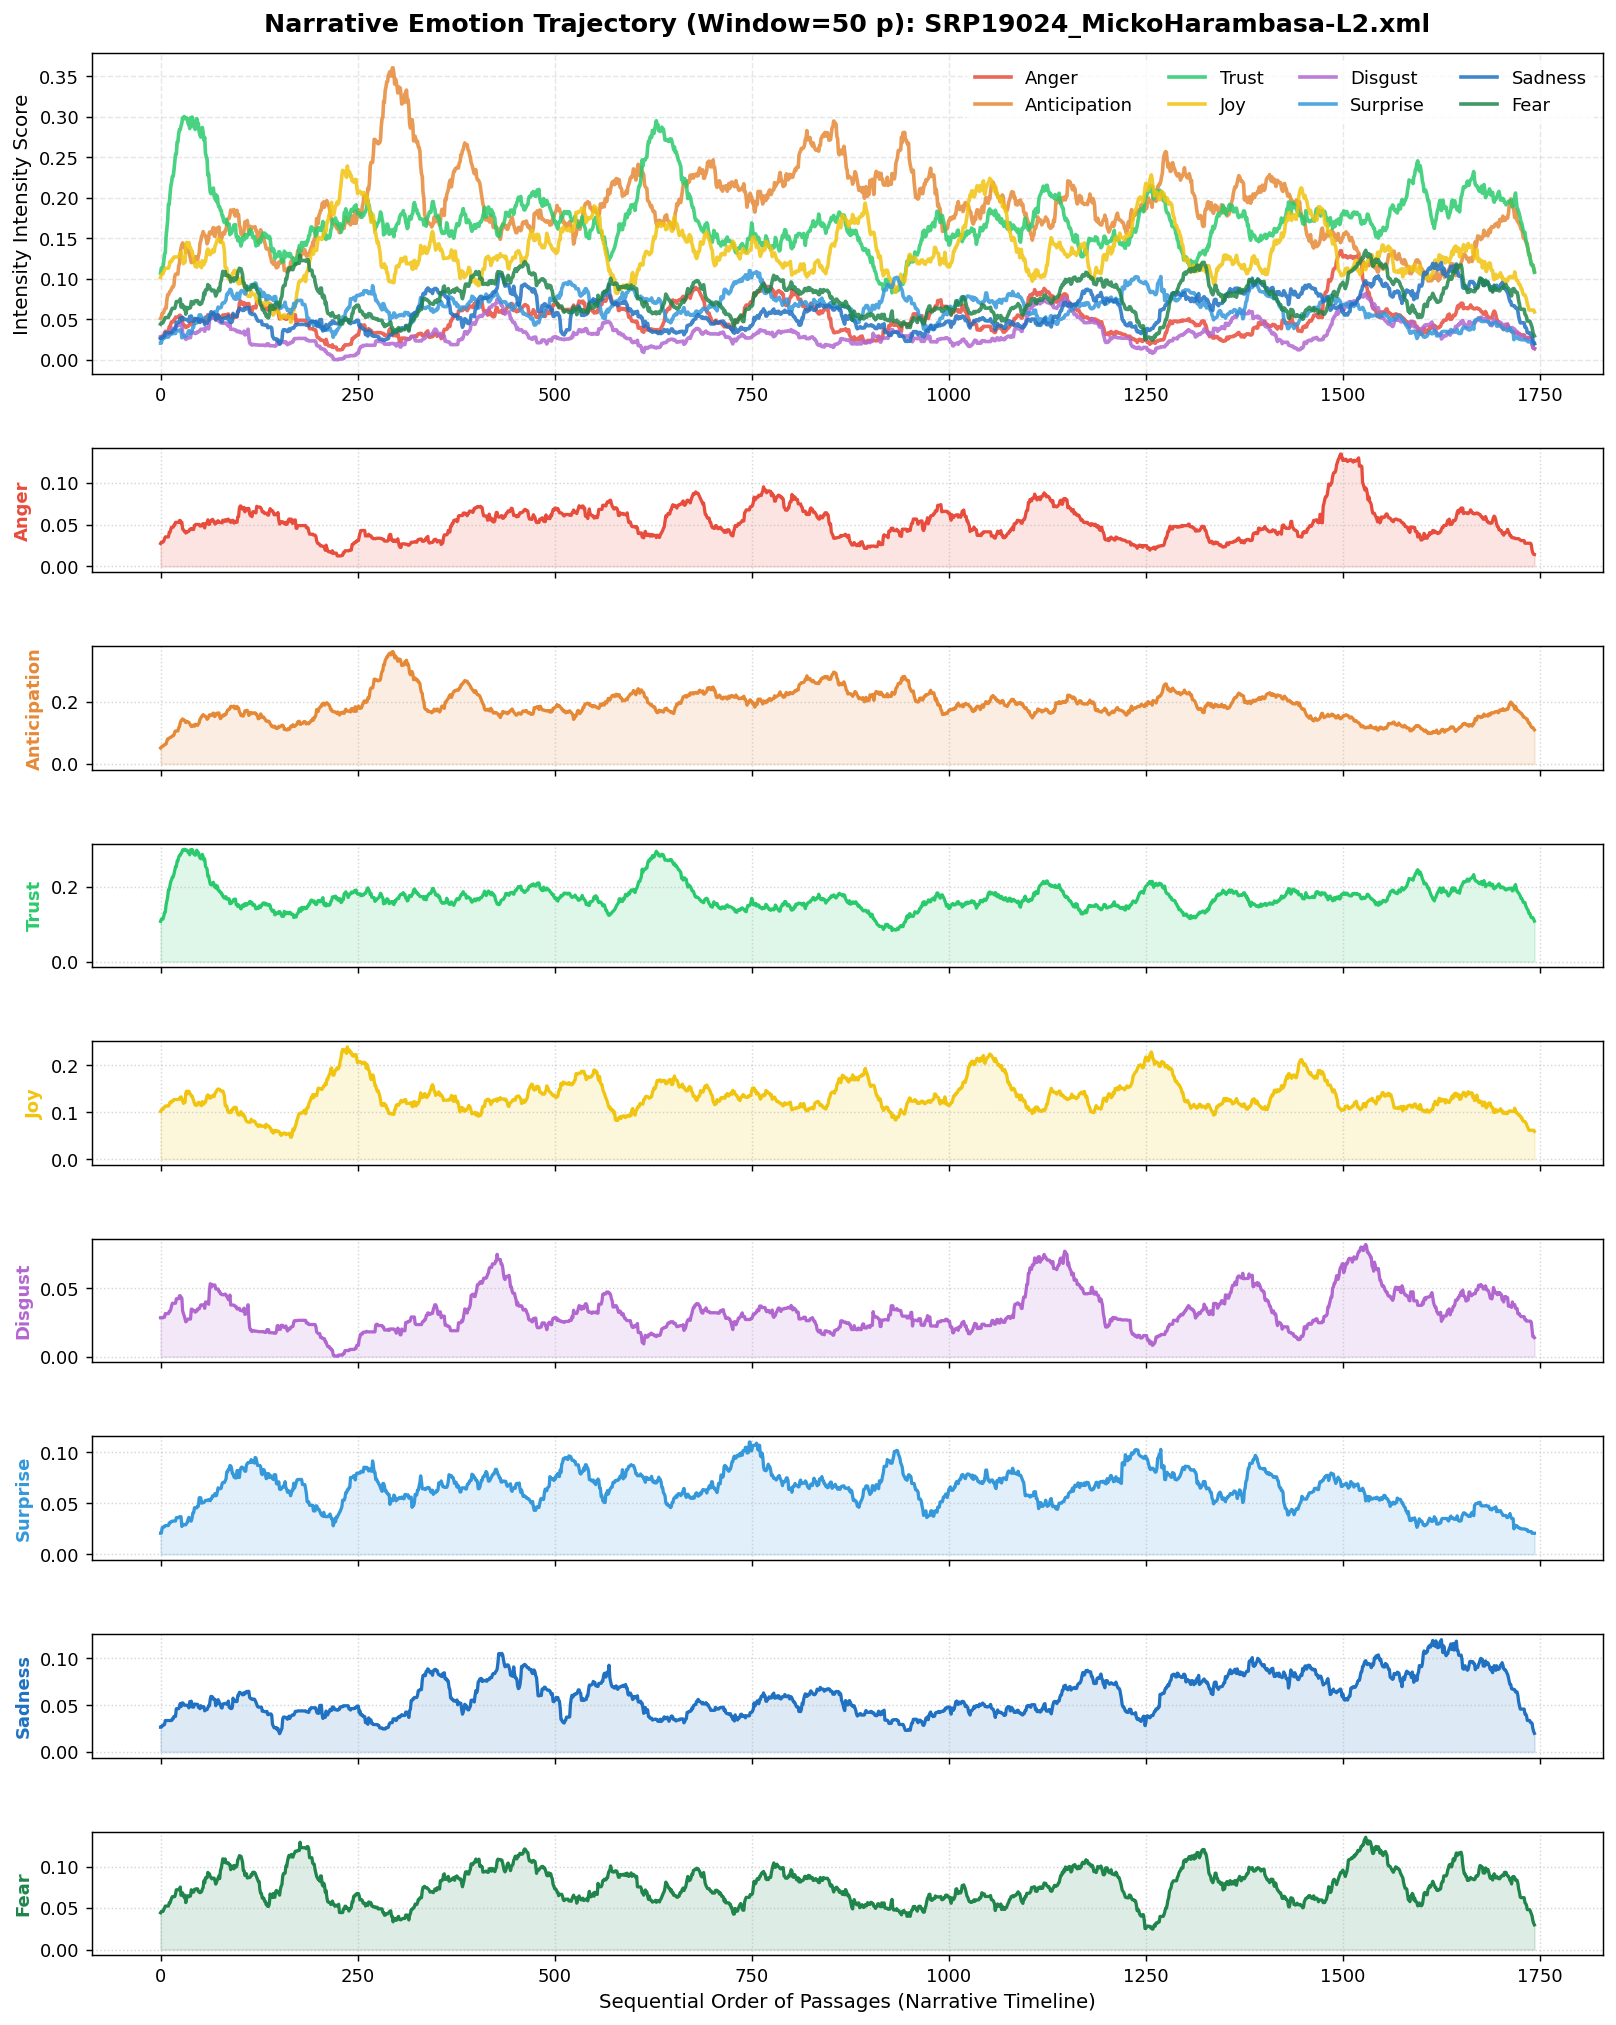 Narrative Emotion Trajectory (Window=50 p): SRP19024_MickoHarambasa-L2.xml
Intensity Intensity Score
0.35
0.30
0.25
0.20
0.15
0.10
0.05
0.00
Anger Trust Disgust Sadness
Anticipation Joy Surprise Fear
0 250 500 750 1000 1250 1500 1750
Anger
0.10
0.05
0.00
Anticipation
0.2
0.0
Trust
0.2
0.0
Joy
0.2
0.1
0.0
Disgust
0.05
0.00
Surprise
0.10
0.05
0.00
Sadness
0.10
0.05
0.00
Fear
0.10
0.05
0.00
0 250 500 750 1000 1250 1500 1750
Sequential Order of Passages (Narrative Timeline)